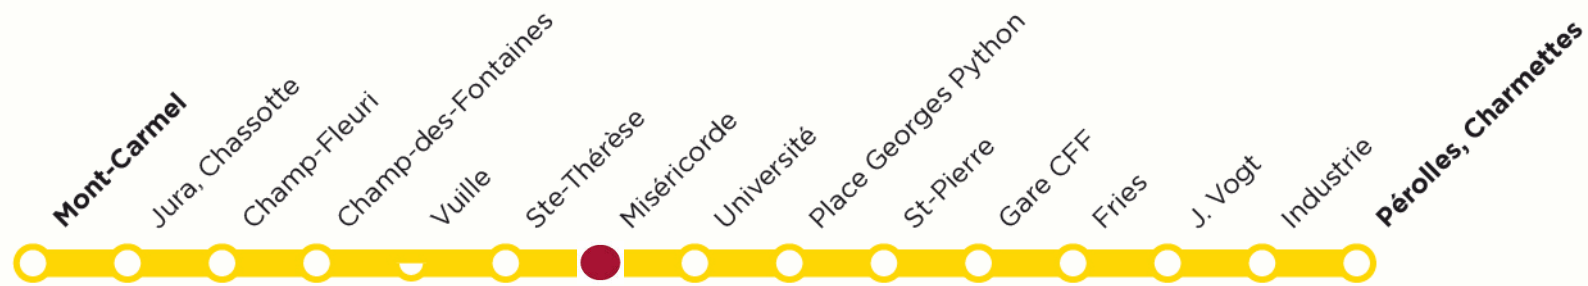 Mont-Carmel
Jura, Chassotte
Champ-Fleuri
Champ-des-Fontaines
Vuille
Ste-Thérèse
Miséricorde
Université
Place Georges Python
St-Pierre
Gare CFF
Fries
J. Vogt
Industrie
Pérolles, Charmettes